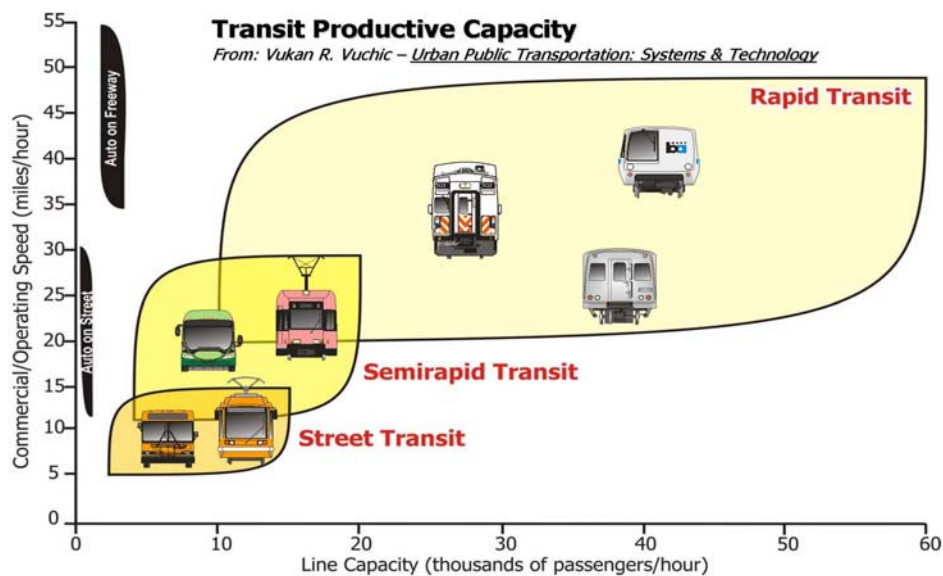 Transit Productive Capacity
From: Vukan R. Vuchic – Urban Public Transportation: Systems & Technology
Commercial/Operating Speed (miles/hour)
55
50
45
40
35
30
25
20
15
10
5
0
Auto on Freeway
Auto on Street
Rapid Transit
ba
Semirapid Transit
Street Transit
0
10
20
30
40
50
60
Line Capacity (thousands of passengers/hour)